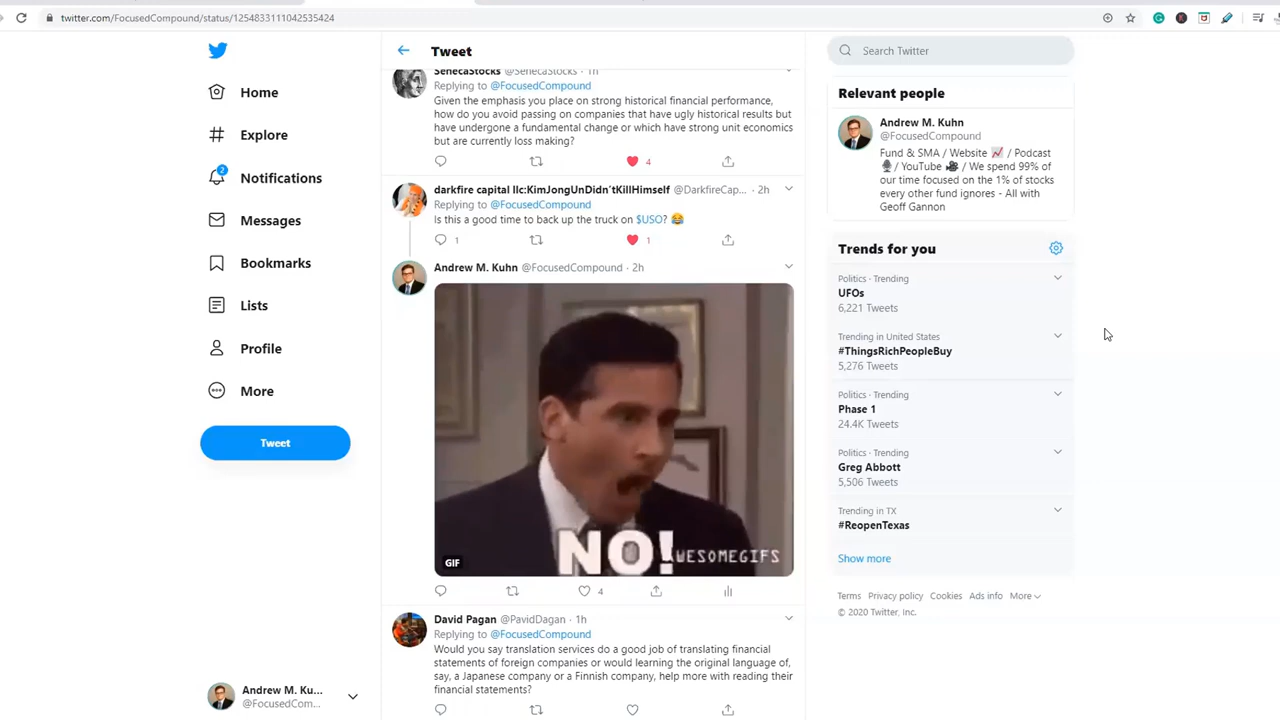 twitter.com/FocusedCompound/status/1254833111042535424
Home
Explore
2
Notifications
Messages
Bookmarks
Lists
Profile
More
Tweet
Andrew M. Ku...
@FocusedCom...
Tweet
SenecaStocks @SenecaStocks · 1h
Replying to @FocusedCompound
Given the emphasis you place on strong historical financial performance,
how do you avoid passing on companies that have ugly historical results but
have undergone a fundamental change or which have strong unit economics
but are currently loss making?
4
darkfire capital llc:KimJongUnDidn´tKillHimself @DarkfireCap... · 2h
Replying to @FocusedCompound
Is this a good time to back up the truck on $USO? 😂
1 1
Andrew M. Kuhn @FocusedCompound · 2h
NO!
WESOMEGIFS
GIF
4
David Pagan @PavidDagan · 1h
Replying to @FocusedCompound
Would you say translation services do a good job of translating financial
statements of foreign companies or would learning the original language of,
say, a Japanese company or a Finnish company, help more with reading their
financial statements?
Search Twitter
Relevant people
Andrew M. Kuhn
@FocusedCompound
Fund & SMA / Website 📈 / Podcast
🎙️/ YouTube 🎥 / We spend 99% of
our time focused on the 1% of stocks
every other fund ignores - All with
Geoff Gannon
Trends for you
Politics · Trending
UFOs
6,221 Tweets
Trending in United States
#ThingsRichPeopleBuy
5,276 Tweets
Politics · Trending
Phase 1
24.4K Tweets
Politics · Trending
Greg Abbott
5,506 Tweets
Trending in TX
#ReopenTexas
Show more
Terms Privacy policy Cookies Ads info More
© 2020 Twitter, Inc.